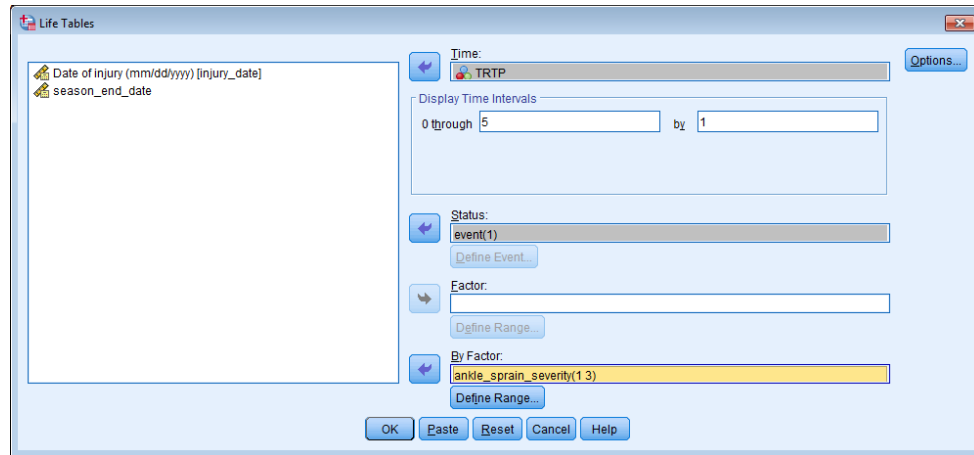 Life Tables
Date of injury (mm/dd/yyyy) [injury_date]
season_end_date
Time:
TRTP
Options...
Display Time Intervals
0 through 5 by 1
Status:
event(1)
Define Event...
Factor:
Define Range...
By Factor:
ankle_sprain_severity(1 3)
Define Range...
OK Paste Reset Cancel Help